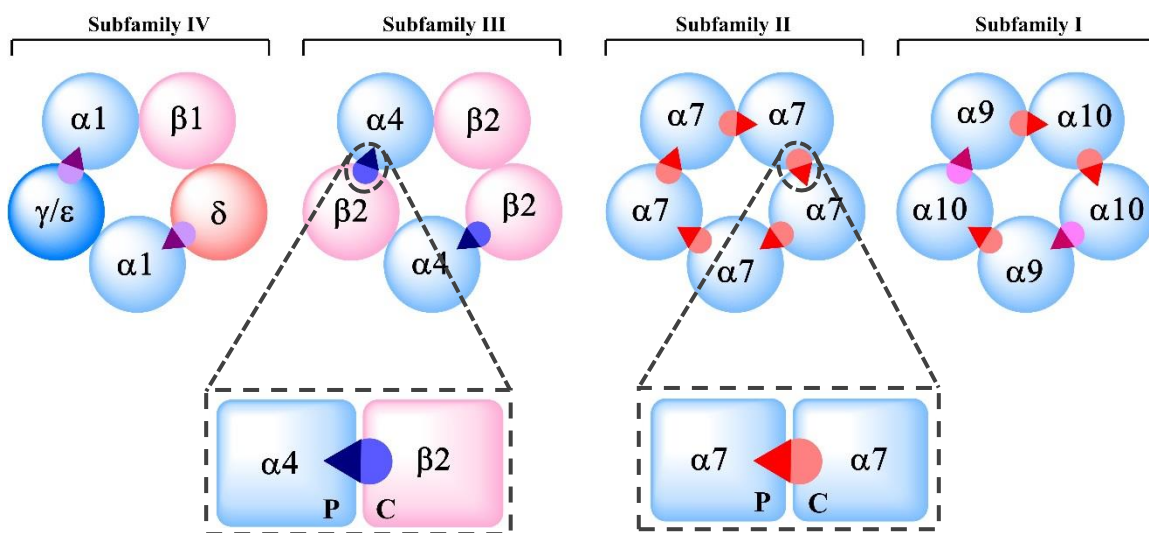 Subfamily IV
Subfamily III
Subfamily II
Subfamily I
α1 β1
γ/ε δ
α1
α4 β2
β2 β2
α4
α7 α7
α7 α7
α7
α9 α10
α10 α10
α9
α4 β2
P C
α7 α7
P C